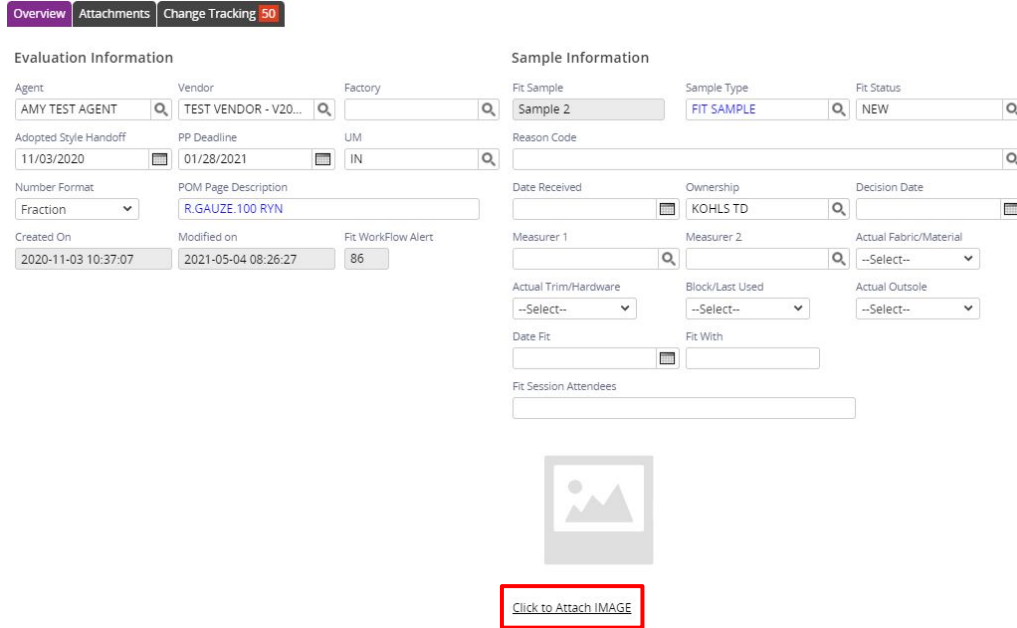 Overview Attachments Change Tracking 50
Evaluation Information
Sample Information
Agent Vendor Factory
AMY TEST AGENT TEST VENDOR - V20...
Adopted Style Handoff PP Deadline UM
11/03/2020 01/28/2021 IN
Number Format POM Page Description
Fraction R.GAUZE.100 RYN
Created On Modified on Fit WorkFlow Alert
2020-11-03 10:37:07 2021-05-04 08:26:27 86
Fit Sample Sample Type Fit Status
Sample 2 FIT SAMPLE NEW
Reason Code
Date Received Ownership Decision Date
KOHLS TD
Measurer 1 Measurer 2 Actual Fabric/Material
--Select--
Actual Trim/Hardware Block/Last Used Actual Outsole
--Select-- --Select-- --Select--
Date Fit Fit With
Fit Session Attendees
Click to Attach IMAGE